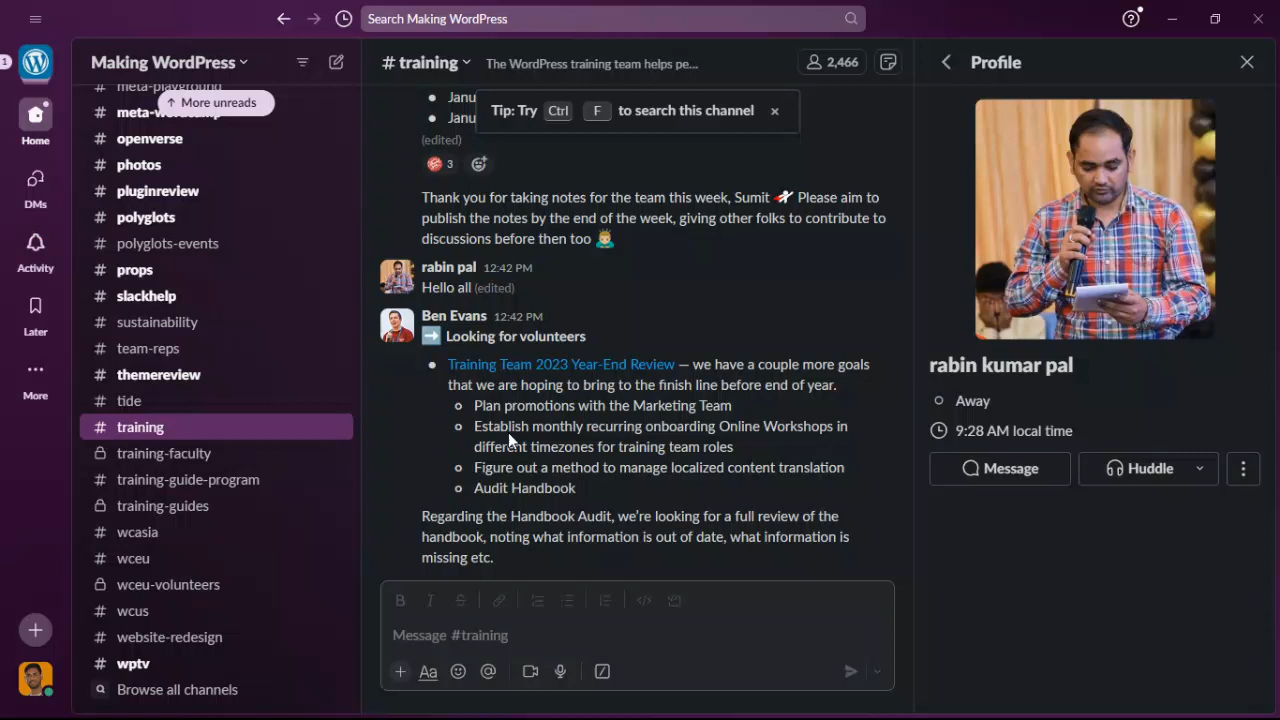 Search Making WordPress
1
Making WordPress
# training
The WordPress training team helps pe...
2,466
Profile
Home
DMs
Activity
Later
More
↑ More unreads
# openverse
# photos
# pluginreview
# polyglots
# polyglots-events
# props
# slackhelp
# sustainability
# team-reps
# themereview
# tide
# training
training-faculty
# training-guide-program
training-guides
# wcasia
# wceu
wceu-volunteers
# wcus
# website-redesign
# wptv
Browse all channels
Janu
Janu
Tip: Try Ctrl F to search this channel
(edited)
3
Thank you for taking notes for the team this week, Sumit Please aim to
publish the notes by the end of the week, giving other folks to contribute to
discussions before then too
rabin pal 12:42 PM
Hello all (edited)
Ben Evans 12:42 PM
Looking for volunteers
Training Team 2023 Year-End Review — we have a couple more goals
that we are hoping to bring to the finish line before end of year.
Plan promotions with the Marketing Team
Establish monthly recurring onboarding Online Workshops in
different timezones for training team roles
Figure out a method to manage localized content translation
Audit Handbook
Regarding the Handbook Audit, we’re looking for a full review of the
handbook, noting what information is out of date, what information is
missing etc.
B I S
Message #training
Aa
rabin kumar pal
Away
9:28 AM local time
Message
Huddle